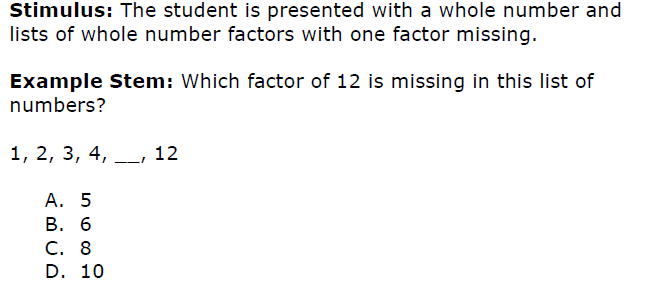 Stimulus: The student is presented with a whole number and
lists of whole number factors with one factor missing.
Example Stem: Which factor of 12 is missing in this list of
numbers?
1, 2, 3, 4, __, 12
A. 5
B. 6
C. 8
D. 10